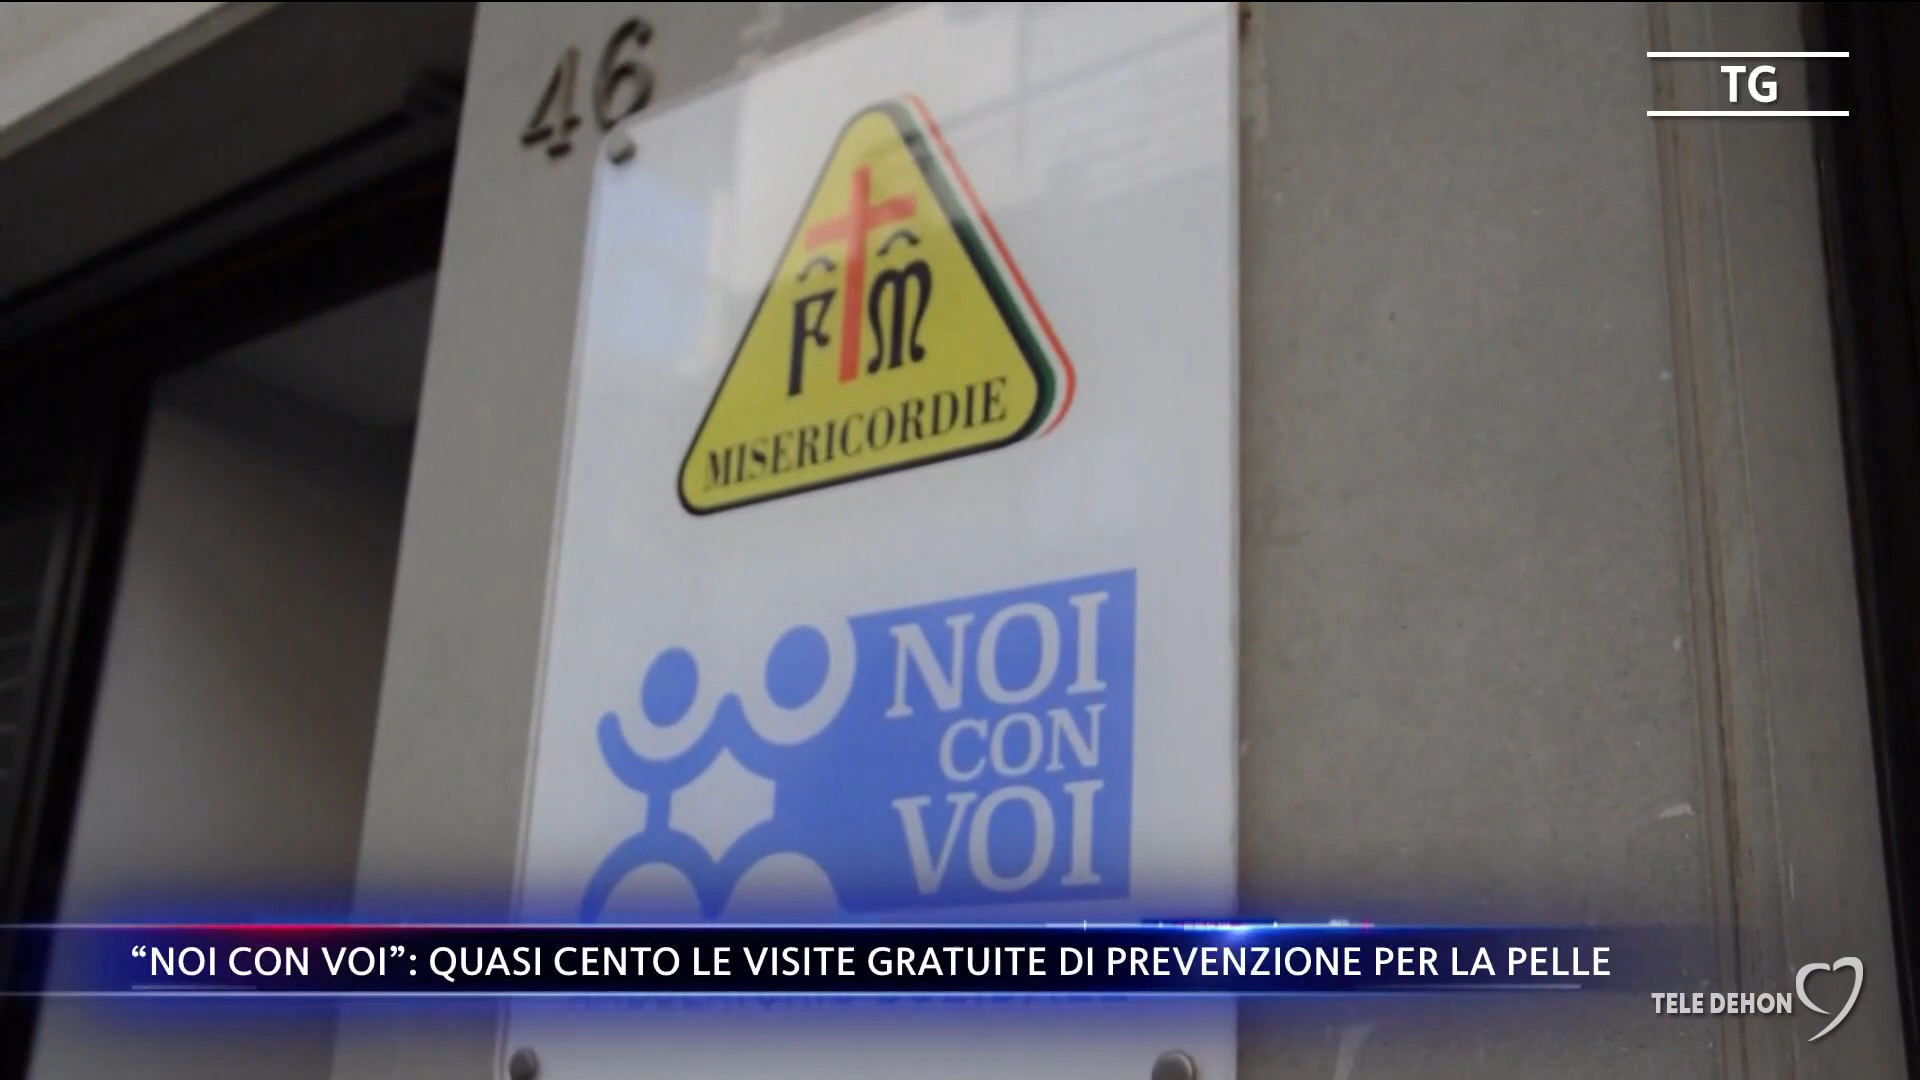 46
TG
F M
MISERICORDIE
NOI
CON
VOI
“NOI CON VOI”: QUASI CENTO LE VISITE GRATUITE DI PREVENZIONE PER LA PELLE
TELE DEHON